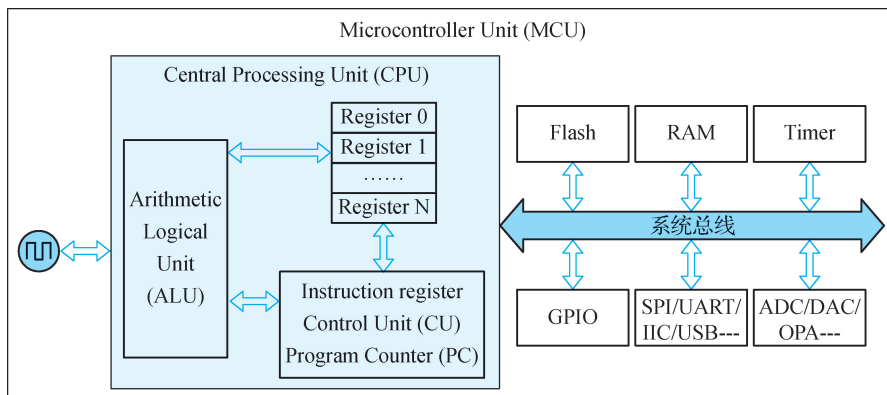 Microcontroller Unit (MCU)
Central Processing Unit (CPU)
Register 0
Register 1
······
Register N
Arithmetic
Logical
Unit
(ALU)
Instruction register
Control Unit (CU)
Program Counter (PC)
Flash
RAM
Timer
系统总线
GPIO
SPI/UART/
IIC/USB---
ADC/DAC/
OPA---